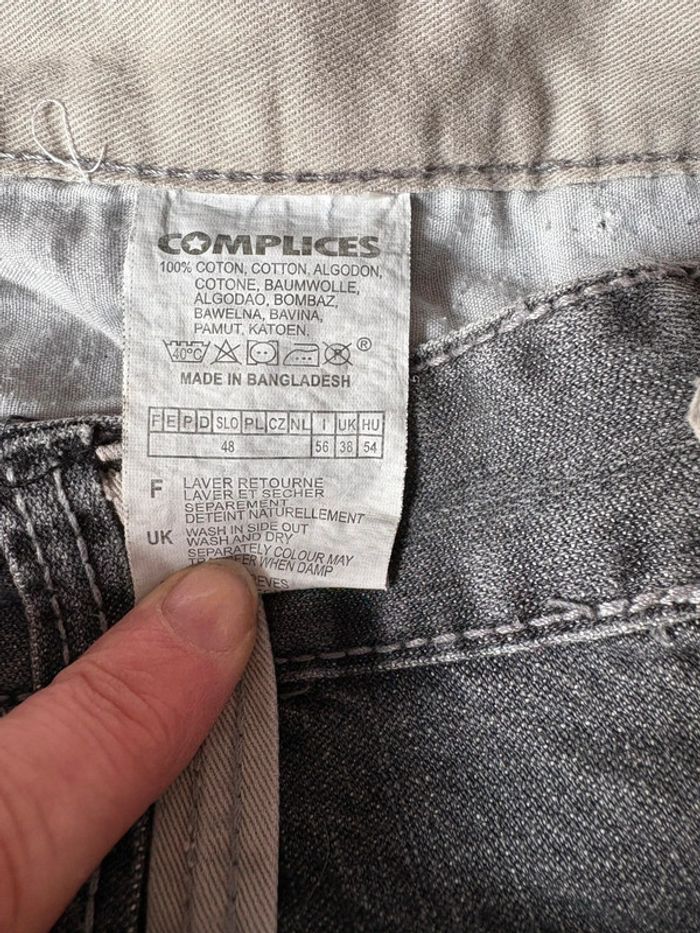 COMPLICES
100% COTON, COTTON, ALGODON,
COTONE, BAUMWOLLE,
ALGODAO, BOMBAZ,
BAWELNA, BAVINA,
PAMUT, KATOEN.
40°C ®
MADE IN BANGLADESH
F E P D SLO PL CZ NL I UK HU
48 56 38 54
F LAVER RETOURNE
LAVER ET SECHER
SEPAREMENT
DETEINT NATURELLEMENT
UK WASH IN SIDE OUT
WASH AND DRY
SEPARATELY COLOUR MAY
WHEN DAMP